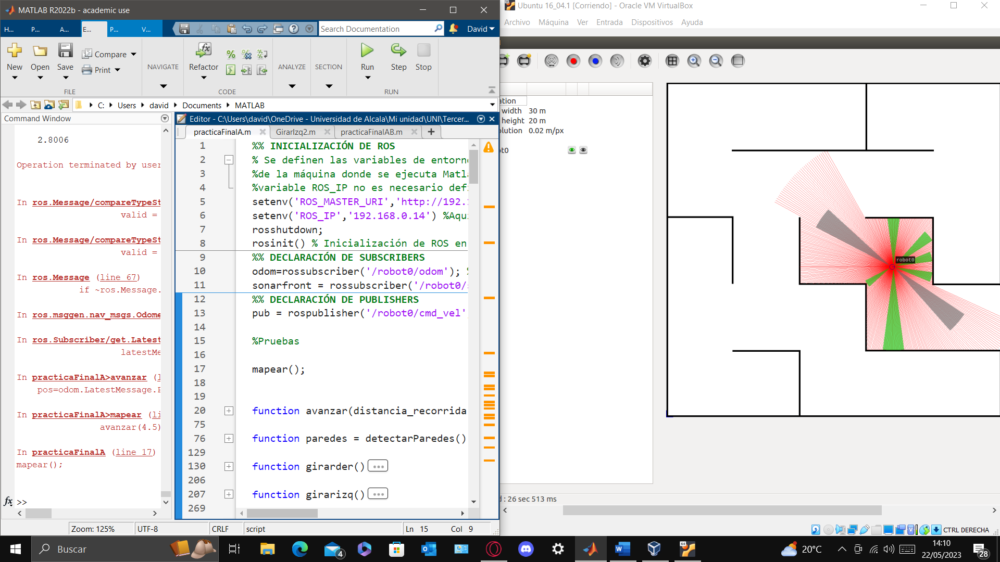 MATLAB R2022b - academic use
H...
P...
A...
E...
P...
V...
Search Documentation
David
New
Open
Save
Compare
Print
FILE
NAVIGATE
Refactor
CODE
ANALYZE
SECTION
Run
Step
Stop
RUN
C:
Users
david
Documents
MATLAB
Command Window
2.8006
Operation terminated by user
In ros.Message/compareTypeSt
valid =
In ros.Message/compareTypeSt
valid =
In ros.Message (line 67)
if ~ros.Message.
In ros.msggen.nav_msgs.Odome
In ros.Subscriber/get.Latest
latestMe
In practicaFinalA>avanzar (l
pos=odom.LatestMessage.P
In practicaFinalA>mapear (li
avanzar(4.5)
In practicaFinalA (line 17)
mapear();
fx >>
Editor - C:\Users\david\OneDrive - Universidad de Alcala\Mi unidad\UNI\Tercer...
practicaFinalA.m
GirarIzq2.m
practicaFinalAB.m
1 %% INICIALIZACIÓN DE ROS
2 % Se definen las variables de entorno
3 %de la máquina donde se ejecuta Matla
4 %variable ROS_IP no es necesario defi
5 setenv('ROS_MASTER_URI','http://192.1
6 setenv('ROS_IP','192.168.0.14') %Aqu
7 rosshutdown;
8 rosinit() % Inicialización de ROS en
9 %% DECLARACIÓN DE SUBSCRIBERS
10 odom=rossubscriber('/robot0/odom'); %
11 sonarfront = rossubscriber('/robot0/s
12 %% DECLARACIÓN DE PUBLISHERS
13 pub = rospublisher('/robot0/cmd_vel'
14
15 %Pruebas
16
17 mapear();
18
19
20 function avanzar(distancia_recorrida
75
76 function paredes = detectarParedes()
129
130 function girarder() ...
206
207 function girarizq() ...
269
Zoom: 125%
UTF-8
CRLF
script
Ln 15
Col 9
Ubuntu 16_04.1 [Corriendo] - Oracle VM VirtualBox
Archivo
Máquina
Ver
Entrada
Dispositivos
Ayuda
ation
width 30 m
height 20 m
olution 0.02 m/px
ot0
robot0
d : 26 sec 513 ms
CTRL DERECHA
Buscar
4
64
20°C
14:10
22/05/2023
28